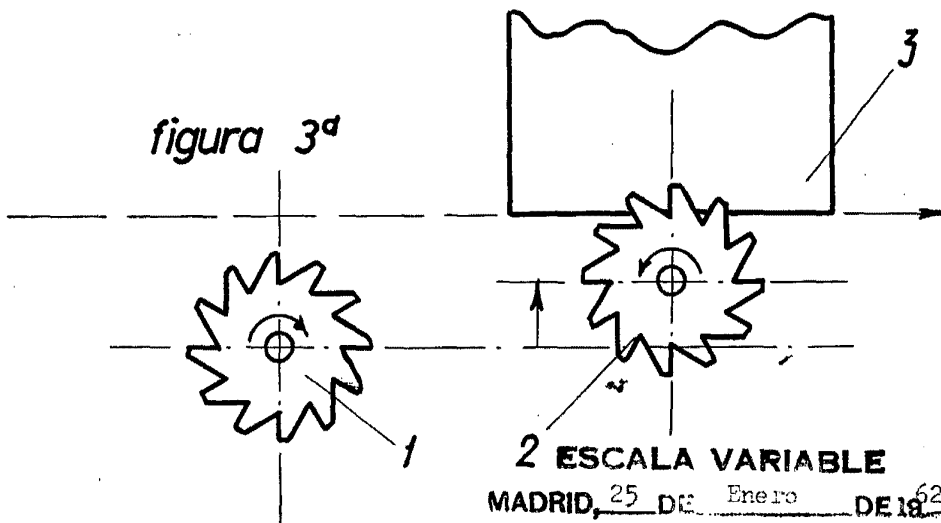 3
figura 3ª
1
2 ESCALA VARIABLE
MADRID, 25 DE Enero DE 1962